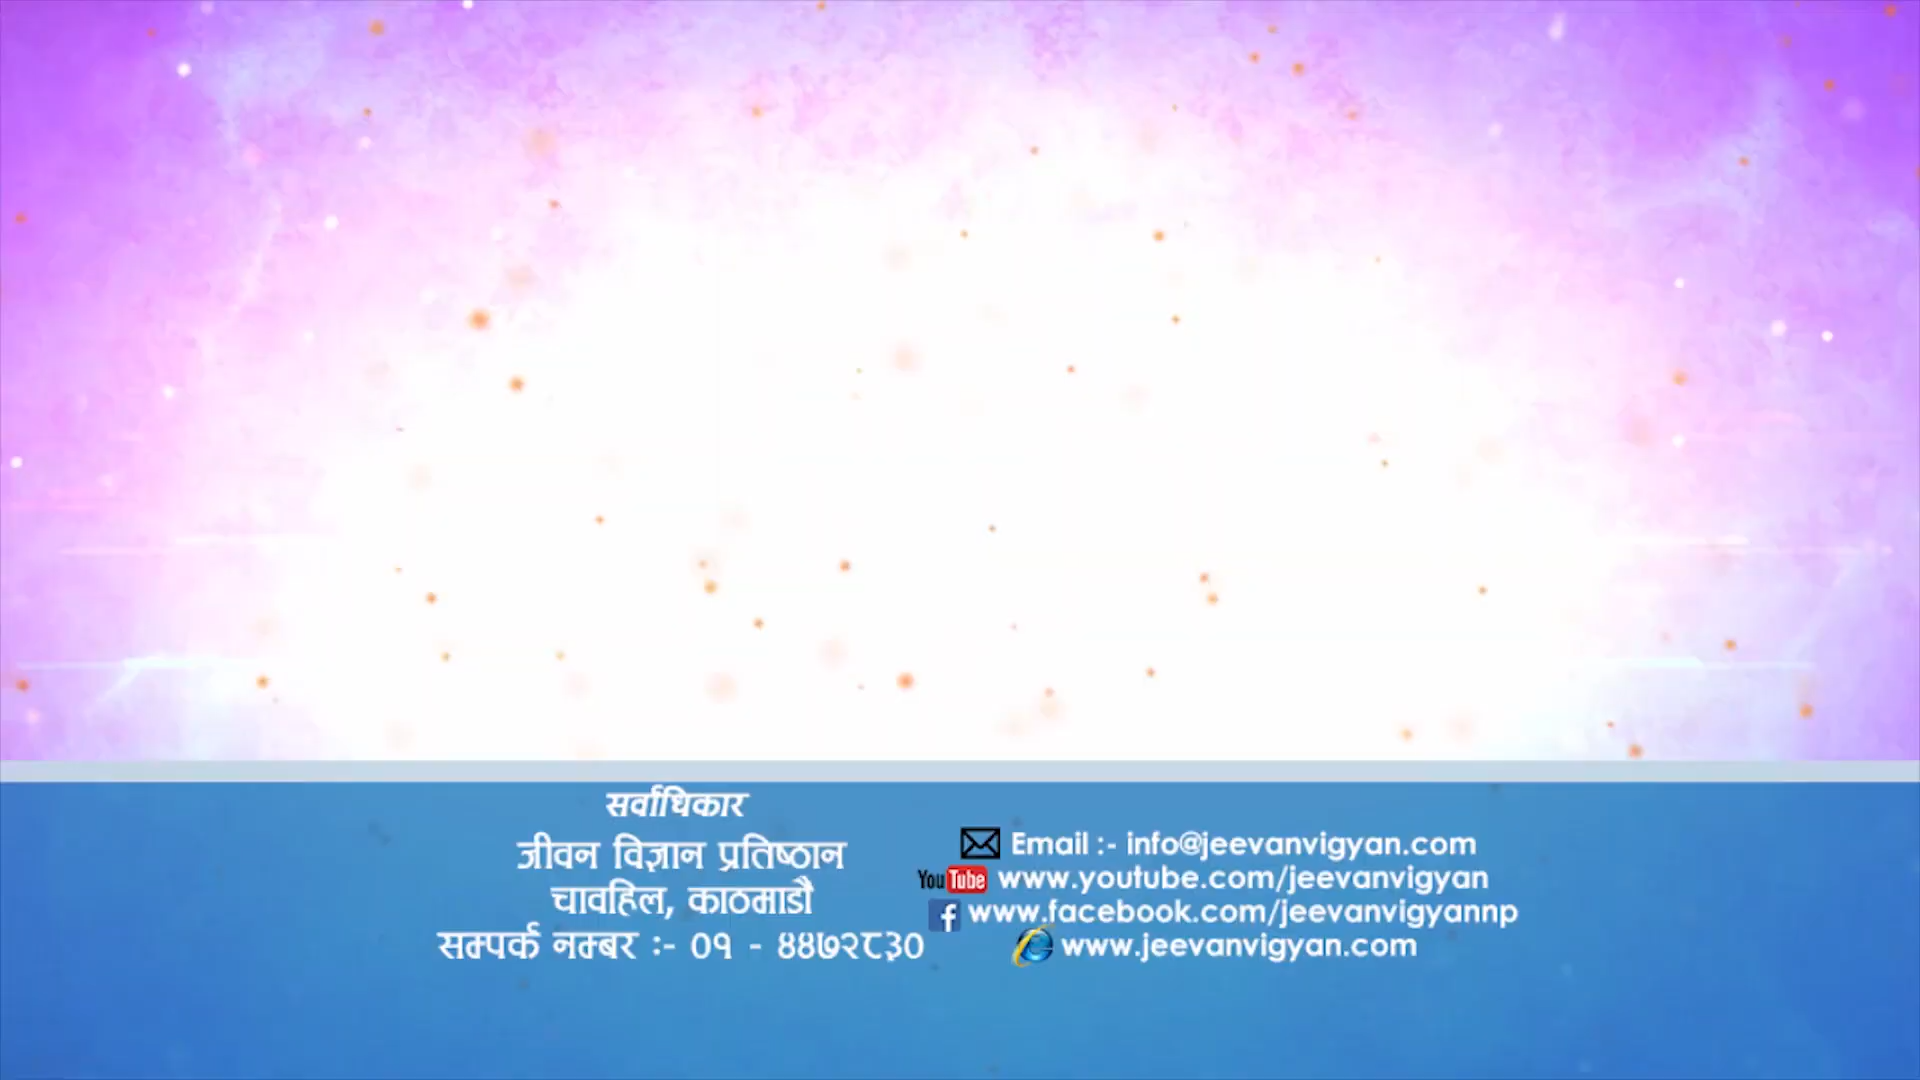 सर्वाधिकार
जीवन विज्ञान प्रतिष्ठान
चावहिल, काठमाडौ
सम्पर्क नम्बर :- ०१ - ४४७२८३०
Email :- info@jeevanvigyan.com
YouTube www.youtube.com/jeevanvigyan
f www.facebook.com/jeevanvigyannp
www.jeevanvigyan.com